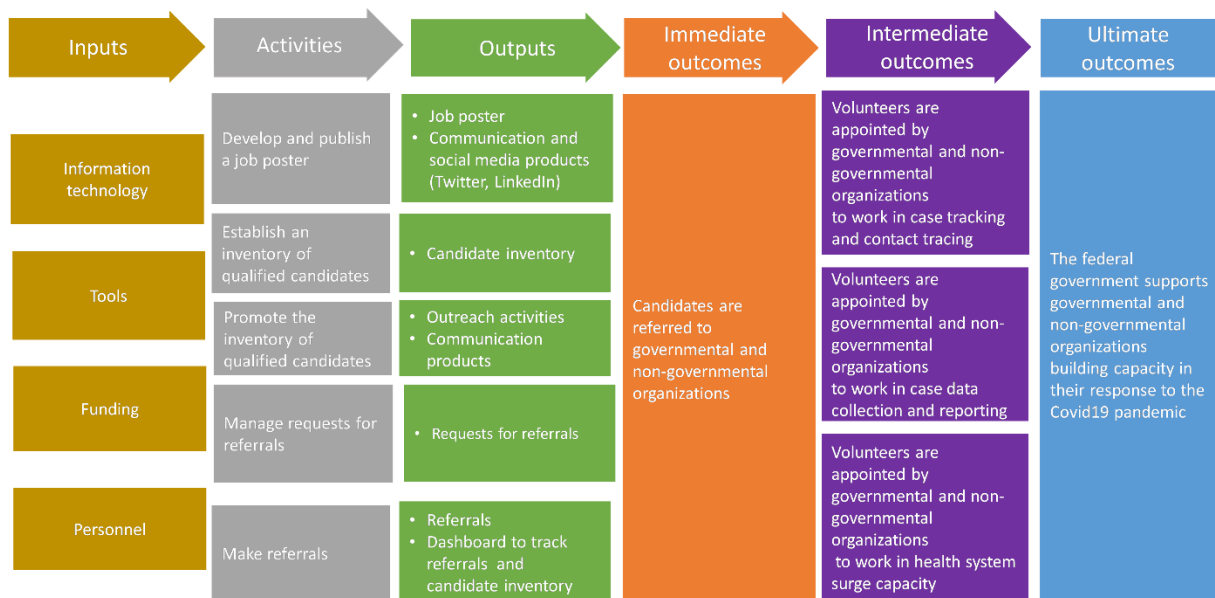 Inputs
Activities
Outputs
Immediate
outcomes
Intermediate
outcomes
Ultimate
outcomes
Information
technology
Tools
Funding
Personnel
Develop and publish
a job poster
Establish an
inventory of
qualified candidates
Promote the
inventory of
qualified candidates
Manage requests for
referrals
Make referrals
• Job poster
• Communication and
social media products
(Twitter, LinkedIn)
• Candidate inventory
• Outreach activities
• Communication
products
• Requests for referrals
• Referrals
• Dashboard to track
referrals and
candidate inventory
Candidates are
referred to
governmental and
non-governmental
organizations
Volunteers are
appointed by
governmental and non-
governmental
organizations
to work in case tracking
and contact tracing
Volunteers are
appointed by
governmental and non-
governmental
organizations
to work in case data
collection and reporting
Volunteers are
appointed by
governmental and non-
governmental
organizations
to work in health system
surge capacity
The federal
government supports
governmental and
non-governmental
organizations
building capacity in
their response to the
Covid19 pandemic